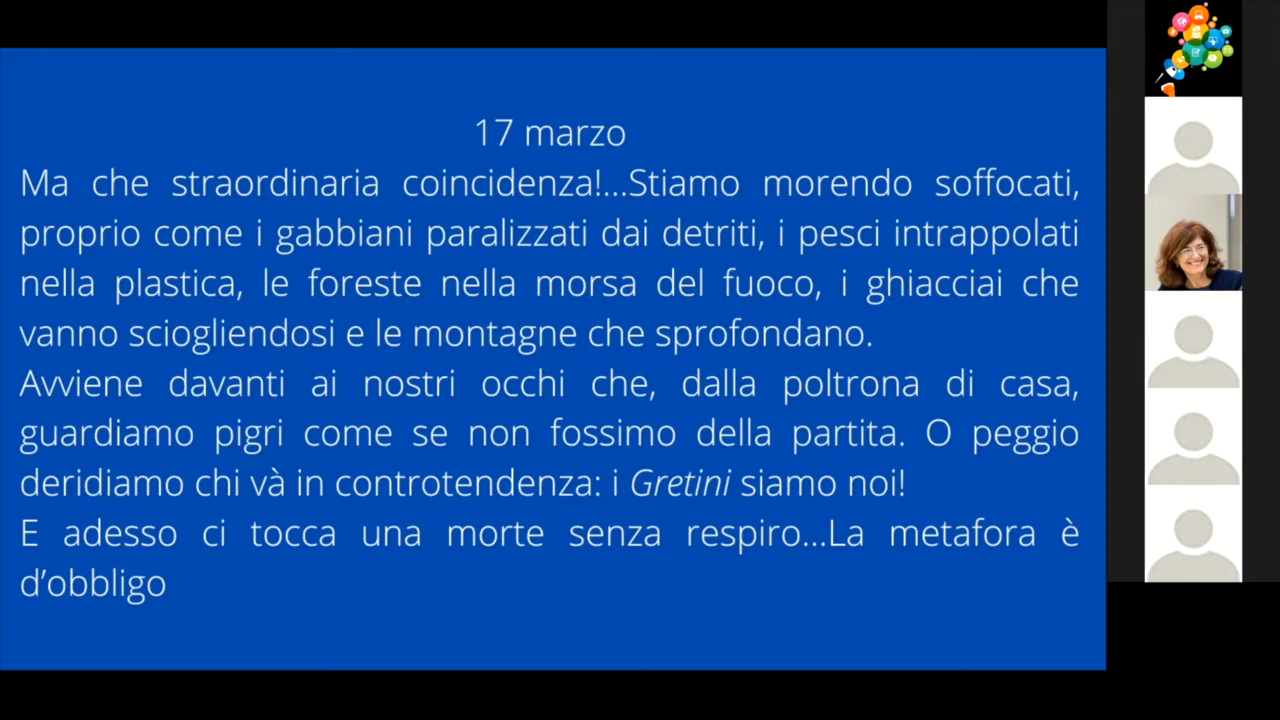 17 marzo
Ma che straordinaria coincidenza!...Stiamo morendo soffocati,
proprio come i gabbiani paralizzati dai detriti, i pesci intrappolati
nella plastica, le foreste nella morsa del fuoco, i ghiacciai che
vanno sciogliendosi e le montagne che sprofondano.
Avviene davanti ai nostri occhi che, dalla poltrona di casa,
guardiamo pigri come se non fossimo della partita. O peggio
deridiamo chi và in controtendenza: i Gretini siamo noi!
E adesso ci tocca una morte senza respiro...La metafora è
d’obbligo